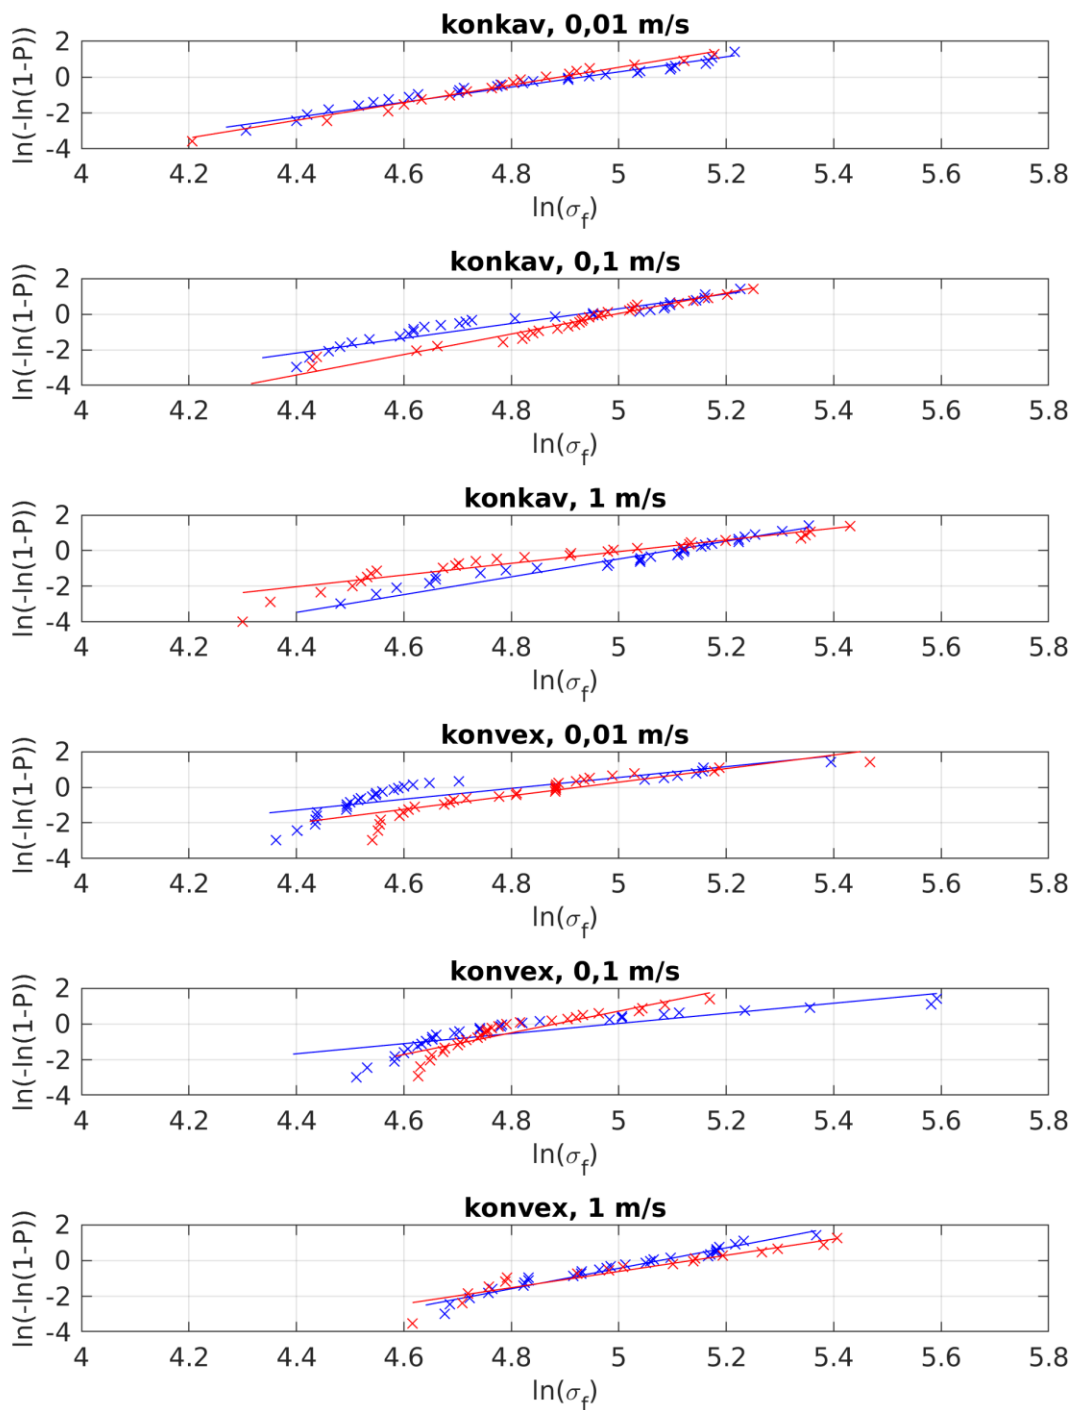 konkav, 0,01 m/s
ln(-ln(1-P))
2
0
-2
-4
4 4.2 4.4 4.6 4.8 5 5.2 5.4 5.6 5.8
ln(σf)
konkav, 0,1 m/s
ln(-ln(1-P))
2
0
-2
-4
4 4.2 4.4 4.6 4.8 5 5.2 5.4 5.6 5.8
ln(σf)
konkav, 1 m/s
ln(-ln(1-P))
2
0
-2
-4
4 4.2 4.4 4.6 4.8 5 5.2 5.4 5.6 5.8
ln(σf)
konvex, 0,01 m/s
ln(-ln(1-P))
2
0
-2
-4
4 4.2 4.4 4.6 4.8 5 5.2 5.4 5.6 5.8
ln(σf)
konvex, 0,1 m/s
ln(-ln(1-P))
2
0
-2
-4
4 4.2 4.4 4.6 4.8 5 5.2 5.4 5.6 5.8
ln(σf)
konvex, 1 m/s
ln(-ln(1-P))
2
0
-2
-4
4 4.2 4.4 4.6 4.8 5 5.2 5.4 5.6 5.8
ln(σf)